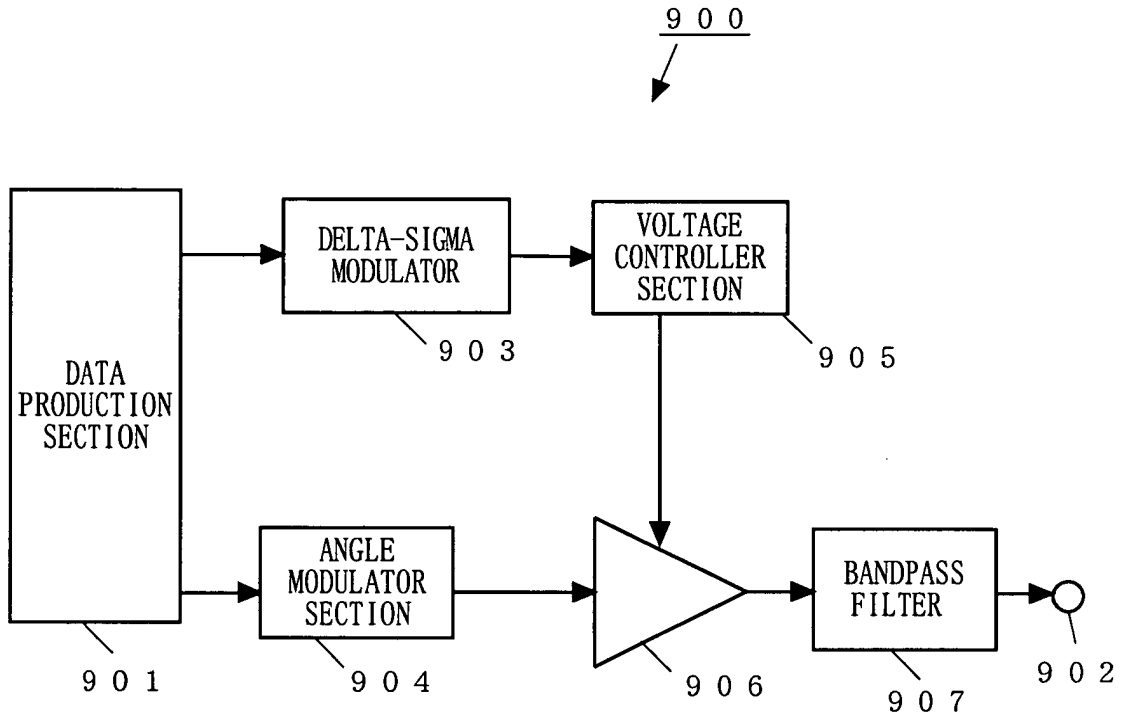 ９００
DELTA-SIGMA
MODULATOR
VOLTAGE
CONTROLLER
SECTION
９０３
９０５
DATA
PRODUCTION
SECTION
ANGLE
MODULATOR
SECTION
BANDPASS
FILTER
９０１
９０４
９０６
９０７
９０２